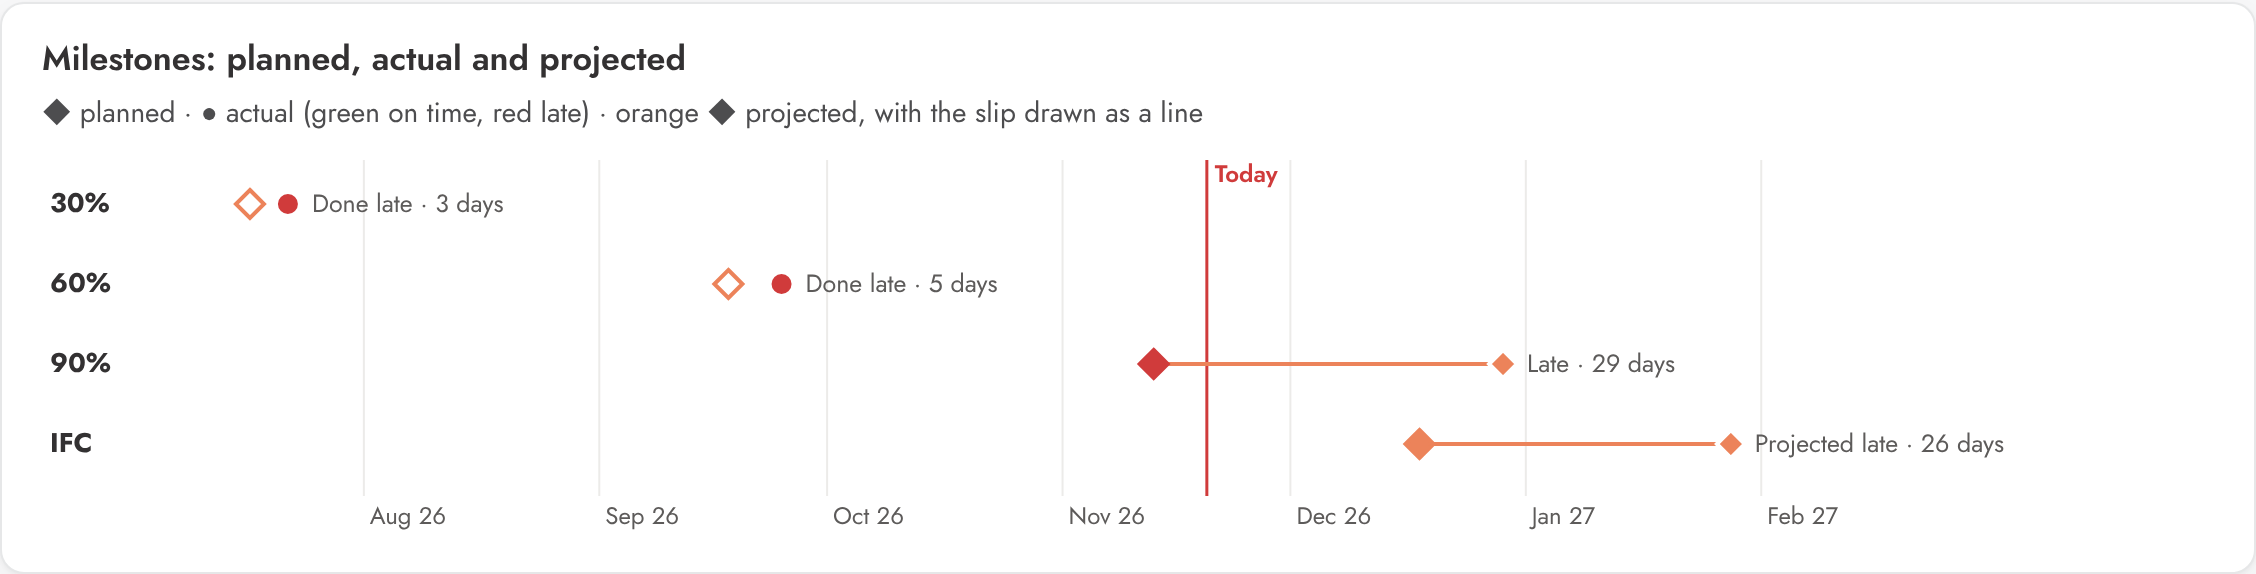 Milestones: planned, actual and projected
◆ planned · ● actual (green on time, red late) · orange ◆ projected, with the slip drawn as a line
Today
30% Done late · 3 days
60% Done late · 5 days
90% Late · 29 days
IFC Projected late · 26 days
Aug 26 Sep 26 Oct 26 Nov 26 Dec 26 Jan 27 Feb 27